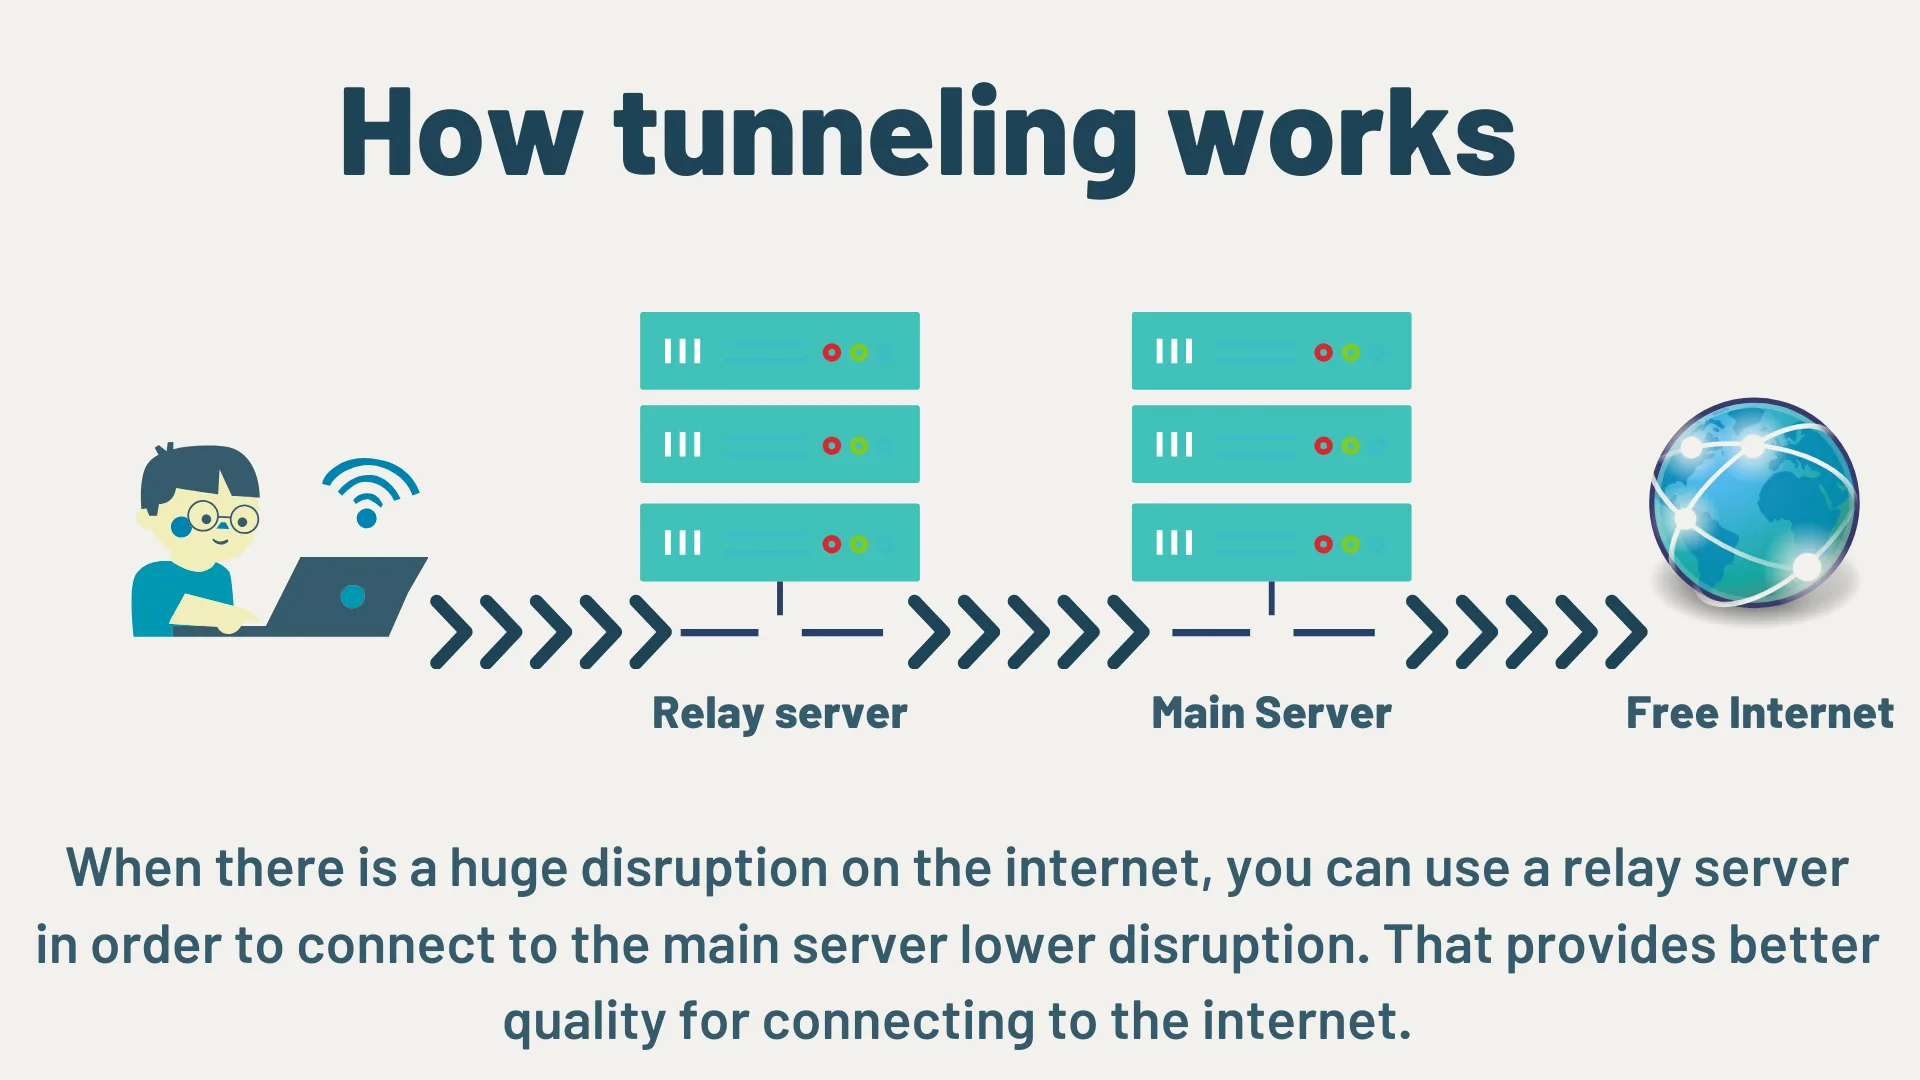 How tunneling works
Relay server
Main Server
Free Internet
When there is a huge disruption on the internet, you can use a relay server
in order to connect to the main server lower disruption. That provides better
quality for connecting to the internet.